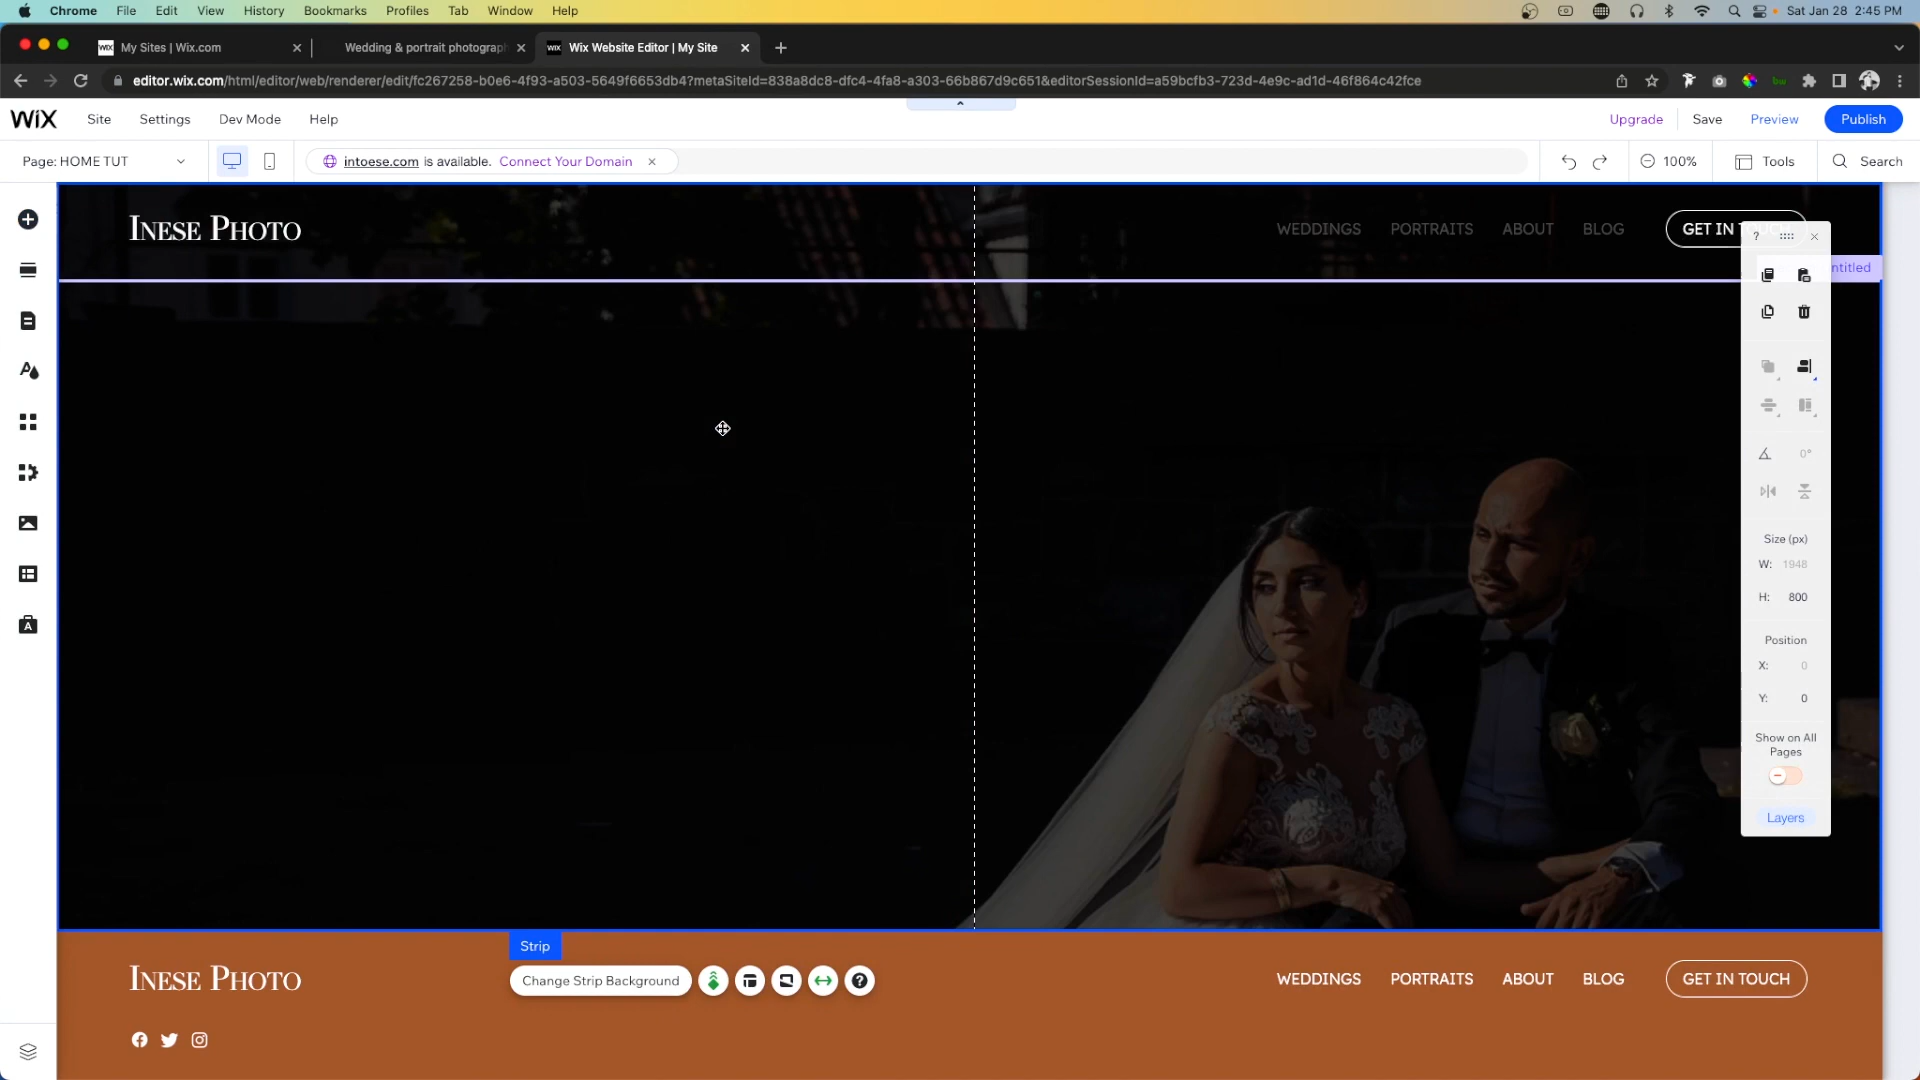 Chrome File Edit View History Bookmarks Profiles Tab Window Help
Sat Jan 28 2:45 PM
WiX My Sites | Wix.com
Wedding & portrait photograph
WiX Wix Website Editor | My Site
editor.wix.com/html/editor/web/renderer/edit/fc267258-b0e6-4f93-a503-5649f6653db4?metaSiteId=838a8dc8-dfc4-4fa8-a303-66b867d9c651&editorSessionId=a59bcfb3-723d-4e9c-ad1d-46f864c42fce
WiX Site Settings Dev Mode Help
Upgrade Save Preview Publish
Page: HOME TUT
intoese.com is available. Connect Your Domain
100% Tools Search
INESE PHOTO
WEDDINGS PORTRAITS ABOUT BLOG GET IN TOUCH
?
ntitled
0°
Size (px)
W: 1948
H: 800
Position
X: 0
Y: 0
Show on All
Pages
Layers
Strip
Change Strip Background
?
INESE PHOTO
WEDDINGS PORTRAITS ABOUT BLOG GET IN TOUCH